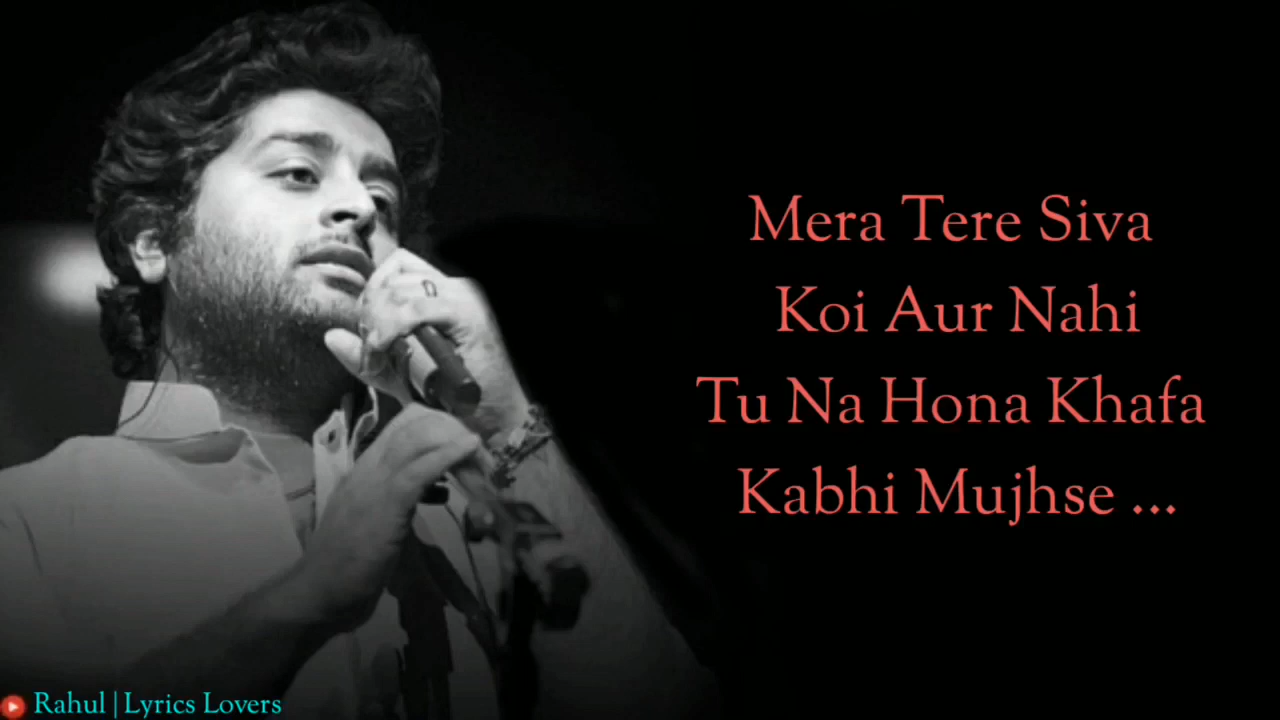 Mera Tere Siva
Koi Aur Nahi
Tu Na Hona Khafa
Kabhi Mujhse ...
Rahul | Lyrics Lovers